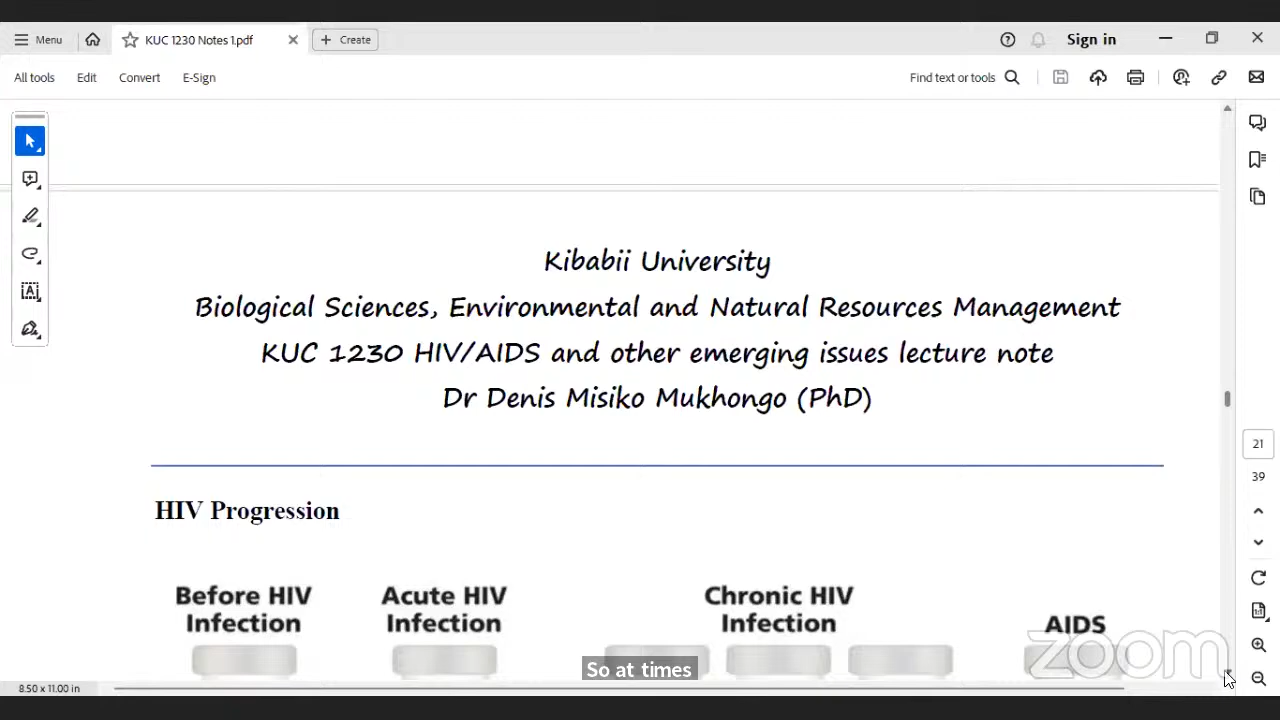 Menu
KUC 1230 Notes 1.pdf
Create
Sign in
All tools
Edit
Convert
E-Sign
Find text or tools
Kibabii University
Biological Sciences, Environmental and Natural Resources Management
KUC 1230 HIV/AIDS and other emerging issues lecture note
Dr Denis Misiko Mukhongo (PhD)
21
39
HIV Progression
Before HIV
Infection
Acute HIV
Infection
Chronic HIV
Infection
AIDS
zoom
So at times
8.50 x 11.00 in